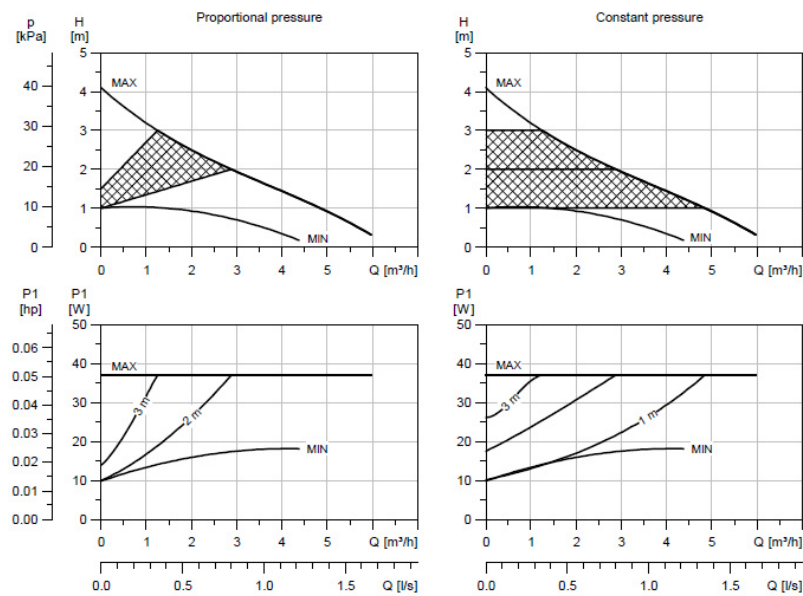 Proportional pressure
Constant pressure
p
[kPa]
H
[m]
H
[m]
40
30
20
10
0
5
4
3
2
1
0
MAX
MIN
0 1 2 3 4 5 Q [m³/h]
5
4
3
2
1
0
MAX
MIN
0 1 2 3 4 5 Q [m³/h]
P1
[hp]
P1
[W]
P1
[W]
0.06
0.05
0.04
0.03
0.02
0.01
0.00
50
40
30
20
10
0
MAX
3 m
2 m
MIN
0 1 2 3 4 5 Q [m³/h]
0.0 0.5 1.0 1.5 Q [l/s]
50
40
30
20
10
0
MAX
3 m
1 m
MIN
0 1 2 3 4 5 Q [m³/h]
0.0 0.5 1.0 1.5 Q [l/s]